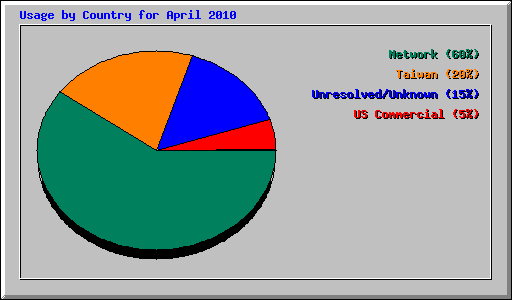 Usage by Country for April 2010
Network (60%)
Taiwan (20%)
Unresolved/Unknown (15%)
US Commercial (5%)